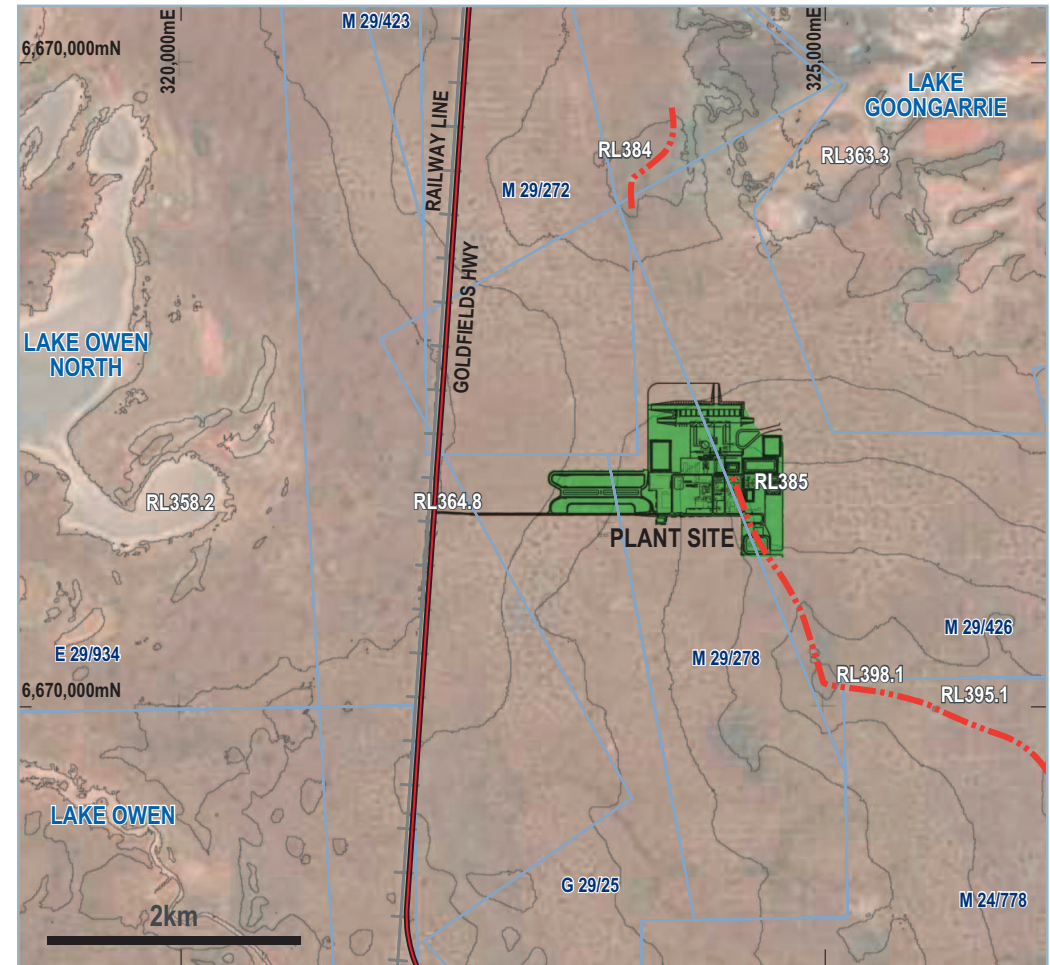 M 29/423
6,670,000mN
320,000mE
325,000mE
LAKE
GOONGARRIE
RAILWAY LINE
RL384
RL363.3
M 29/272
GOLDFIELDS HWY
LAKE OWEN
NORTH
RL385
RL358.2
RL364.8
PLANT SITE
M 29/426
E 29/934
M 29/278
RL398.1
6,670,000mN
RL395.1
LAKE OWEN
G 29/25
M 24/778
2km